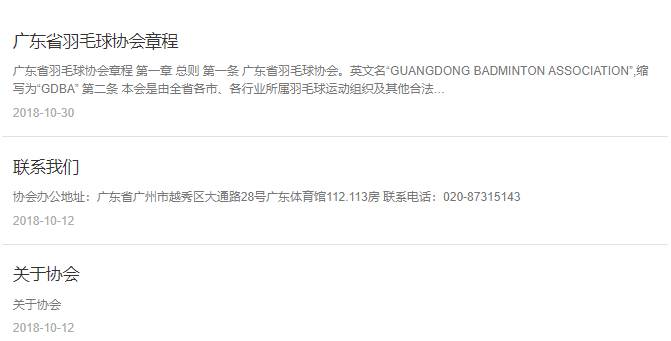 广东省羽毛球协会章程
广东省羽毛球协会章程 第一章 总则 第一条 广东省羽毛球协会。英文名“GUANGDONG BADMINTON ASSOCIATION”,缩
写为“GDBA” 第二条 本会是由全省各市、各行业所属羽毛球运动组织及其他合法...
2018-10-30
联系我们
协会办公地址：广东省广州市越秀区大通路28号广东体育馆112.113房 联系电话：020-87315143
2018-10-12
关于协会
关于协会
2018-10-12